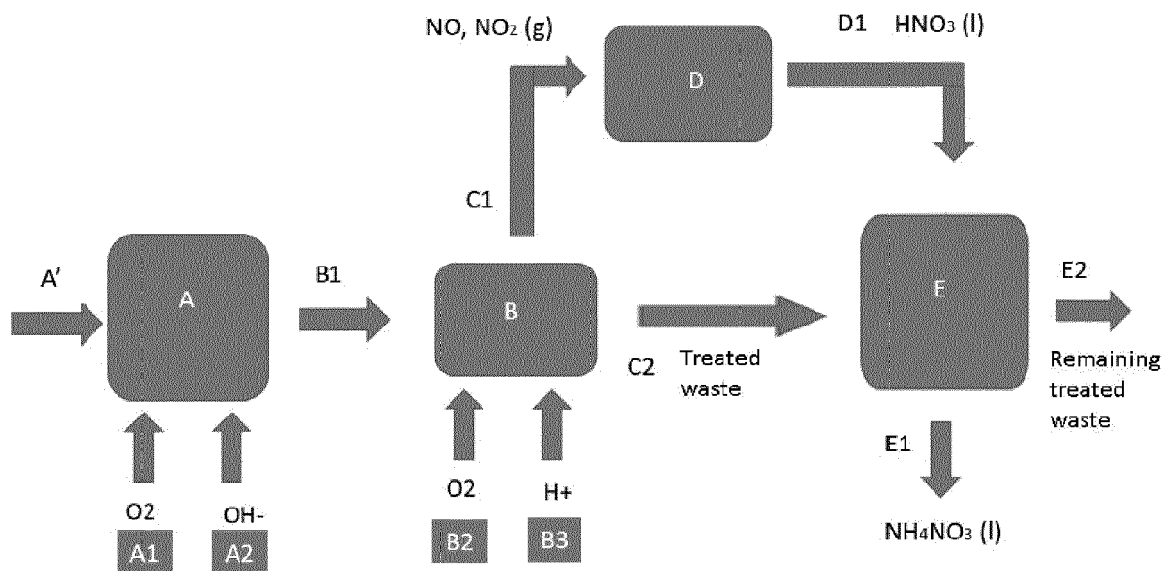 NO, NO₂ (g)
D1 HNO₃ (l)
D
C1
A'
A
B1
B
C2
Treated
waste
E
E2
Remaining
treated
waste
E1
O2
OH-
A1
A2
O2
H+
B2
B3
NH₄NO₃ (l)